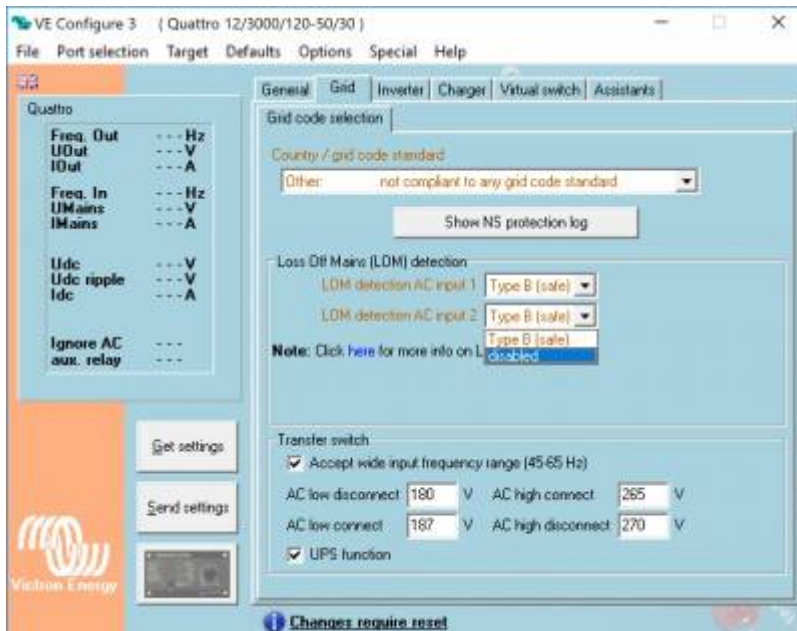 VE Configure 3 ( Quattro 12/3000/120-50/30 )
File Port selection Target Defaults Options Special Help
General Grid Inverter Charger Virtual switch Assistants
Quattro
Freq. Out ---Hz
UOut ---V
IOut ---A
Freq. In ---Hz
UMains ---V
IMains ---A
Udc ---V
Udc ripple ---V
Idc ---A
Ignore AC ---
aux. relay ---
Get settings
Send settings
Victron Energy
Grid code selection
Country / grid code standard
Other: not compliant to any grid code standard
Show NS protection log
Loss Off Mains (LOM) detection
LOM detection AC input 1 Type B (safe)
LOM detection AC input 2 Type B (safe)
Type B (safe)
disabled
Note: Click here for more info on L
Transfer switch
Accept wide input frequency range (45-65 Hz)
AC low disconnect 180 V AC high connect 265 V
AC low connect 187 V AC high disconnect 270 V
UPS function
Changes require reset